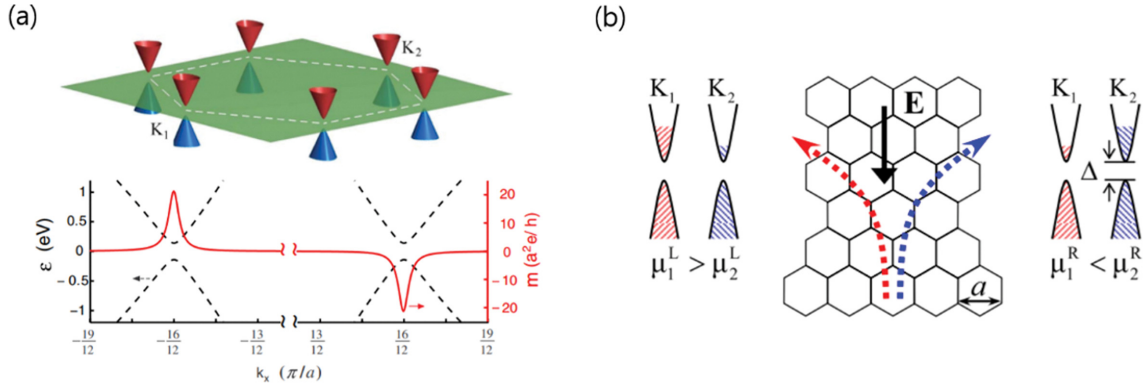 (a)
K₂
K₁
1
0.5
0
−0.5
−1
ε (eV)
20
10
0
−10
−20
m (a²e/h)
−19/12
−16/12
−13/12
13/12
16/12
19/12
kₓ (π/a)
(b)
K₁ K₂
E
K₁ K₂
Δ
μ₁ᴸ > μ₂ᴸ
a
μ₁ᴿ < μ₂ᴿ